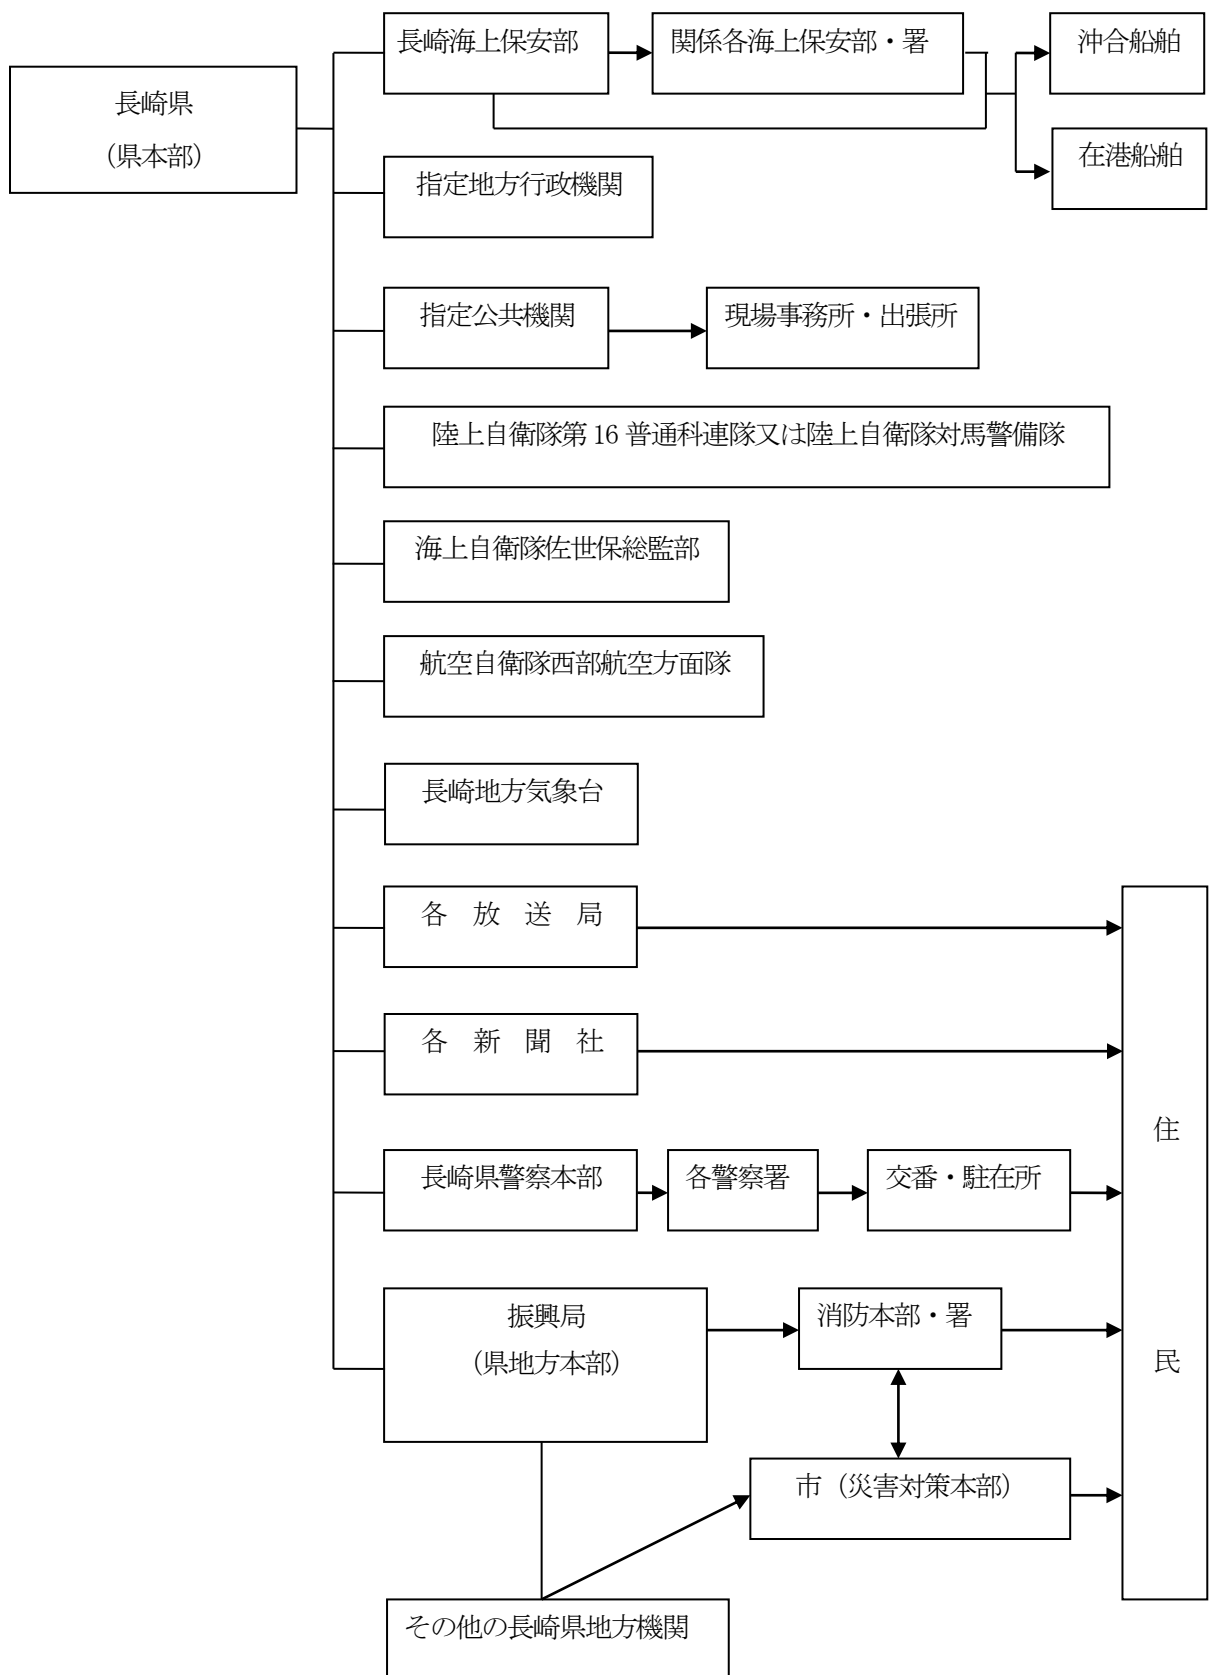 長崎海上保安部
関係各海上保安部・署
沖合船舶
長崎県
（県本部）
在港船舶
指定地方行政機関
指定公共機関
現場事務所・出張所
陸上自衛隊第16普通科連隊又は陸上自衛隊対馬警備隊
海上自衛隊佐世保総監部
航空自衛隊西部航空方面隊
長崎地方気象台
各　放　送　局
各　新　聞　社
長崎県警察本部
各警察署
交番・駐在所
住
民
振興局
（県地方本部）
消防本部・署
市（災害対策本部）
その他の長崎県地方機関